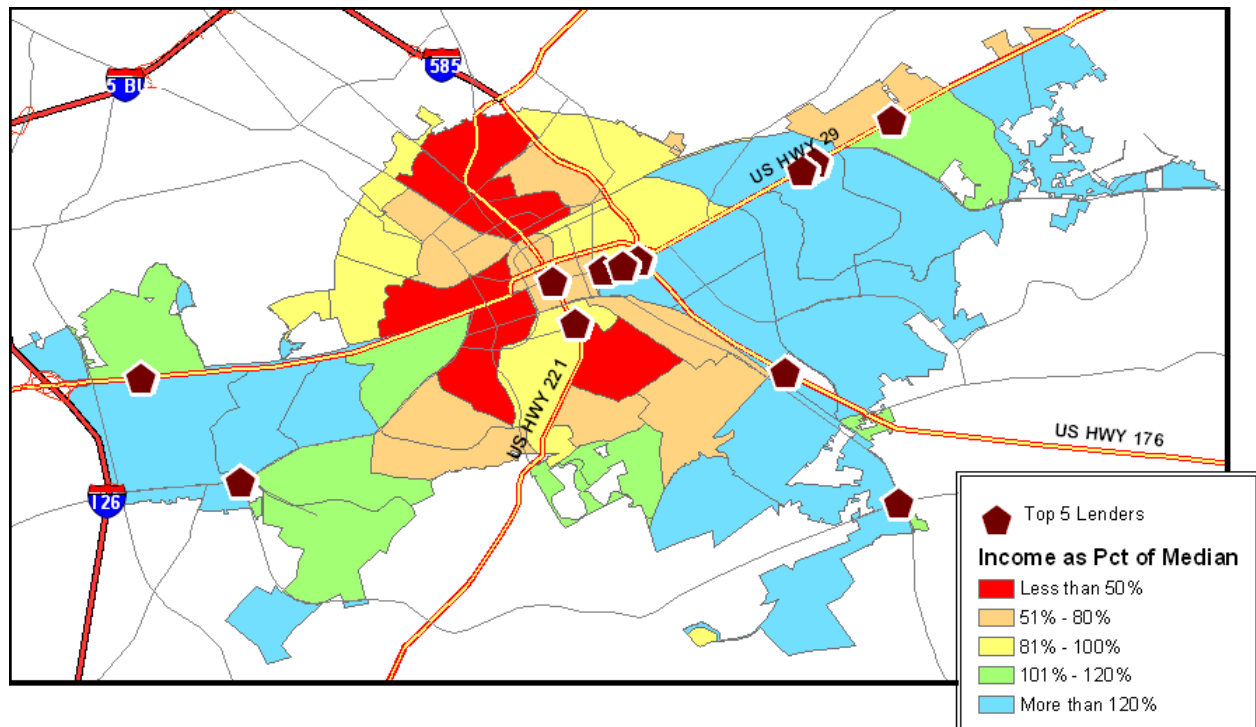 585
5 BU
US HWY 29
US HWY 221
US HWY 176
126
Top 5 Lenders
Income as Pct of Median
Less than 50%
51% - 80%
81% - 100%
101% - 120%
More than 120%